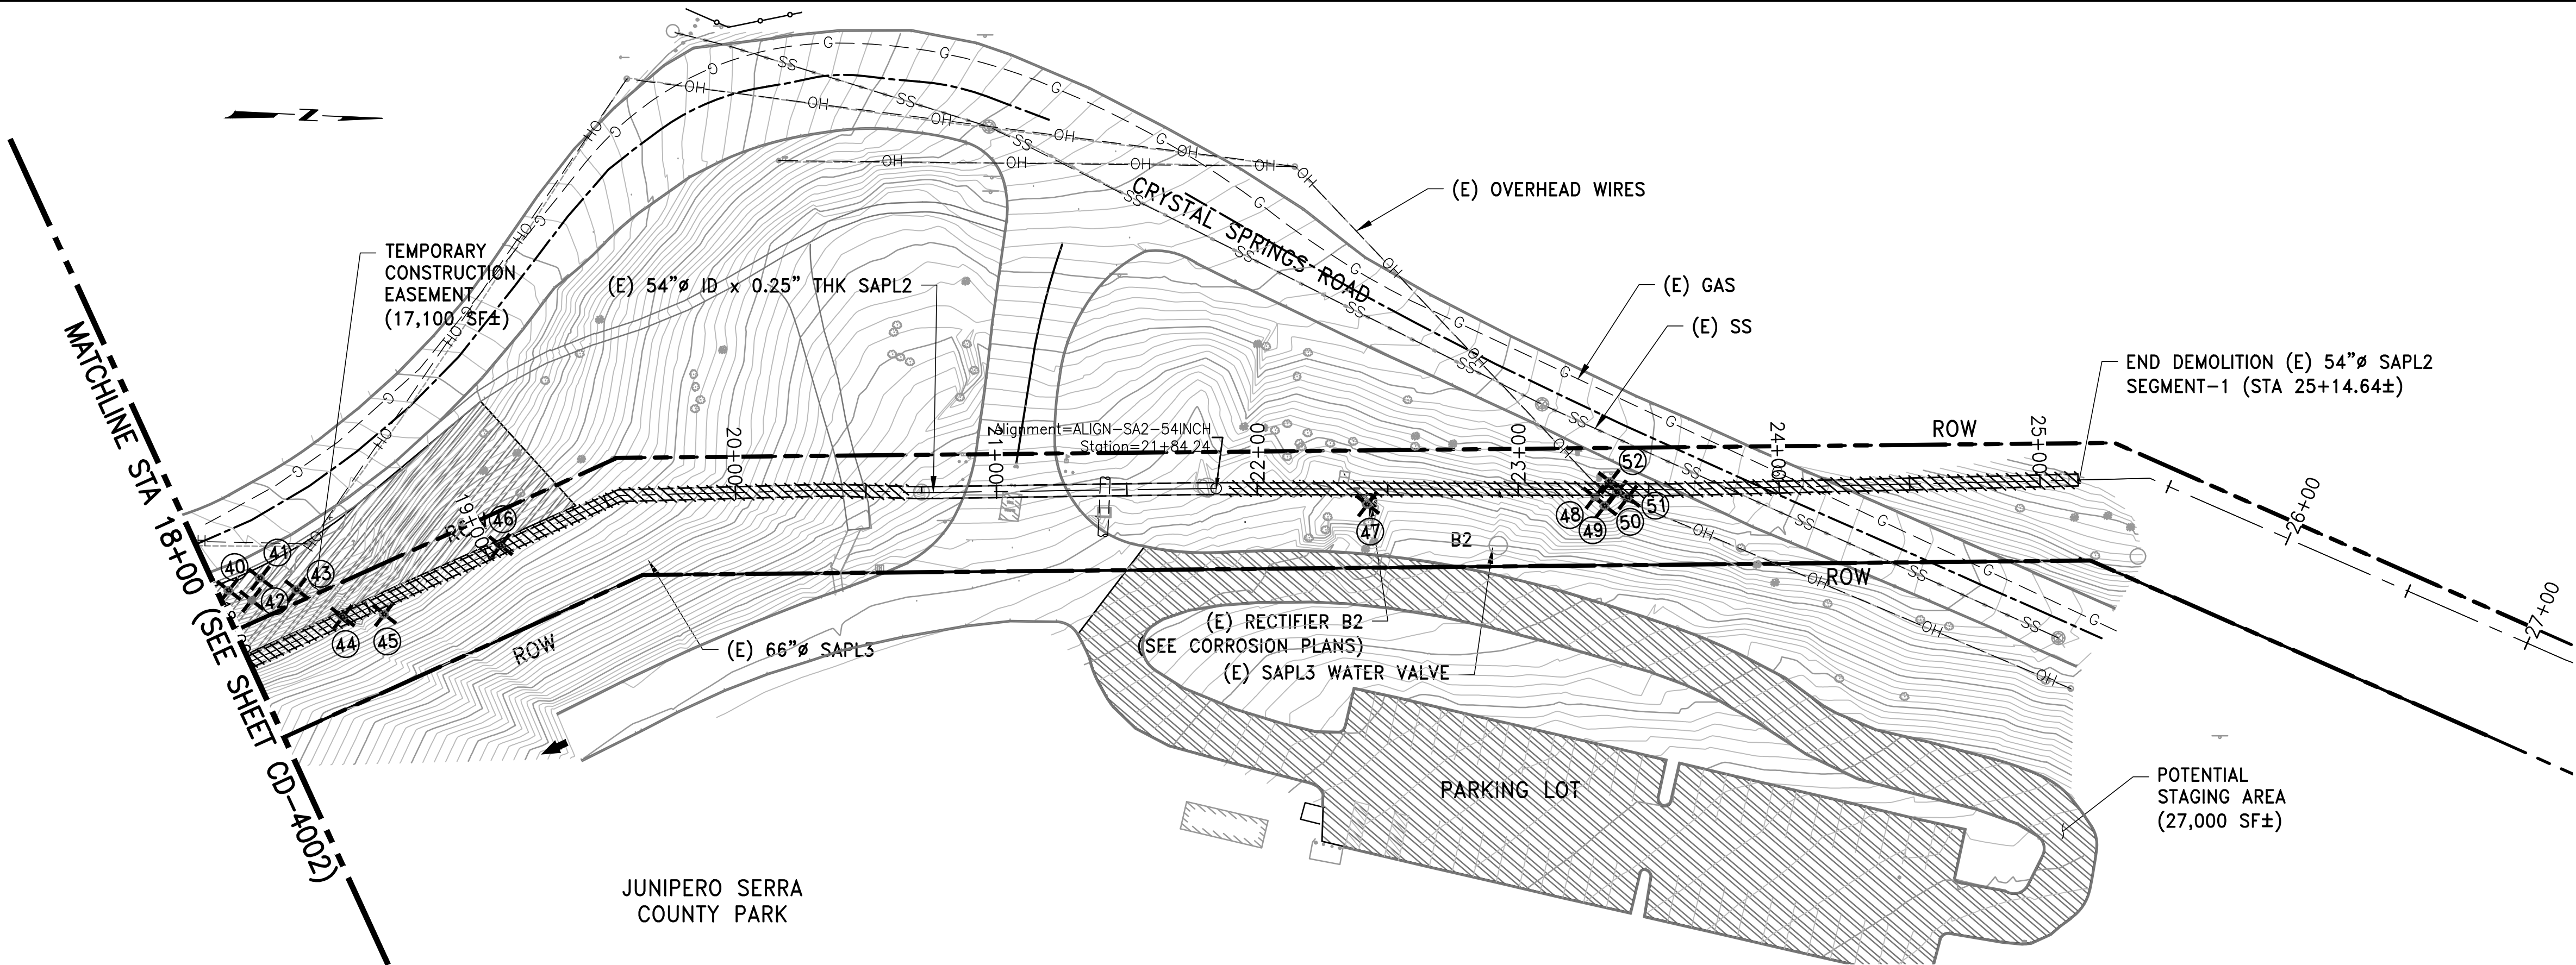 Z
MATCHLINE STA 18+00 (SEE SHEET CD-4002)
TEMPORARY
CONSTRUCTION
EASEMENT
(17,100 SF±)
(E) 54"ø ID x 0.25" THK SAPL2
CRYSTAL SPRINGS ROAD
(E) OVERHEAD WIRES
(E) GAS
(E) SS
END DEMOLITION (E) 54"ø SAPL2
SEGMENT-1 (STA 25+14.64±)
Alignment=ALIGN-SA2-54INCH
Station=21+84.24
19+00
20+00
21+00
22+00
23+00
24+00
25+00
26+00
27+00
ROW
ROW
ROW
40
41
42
43
44
45
46
47
48
49
50
51
52
B2
(E) 66"ø SAPL3
(E) RECTIFIER B2
(SEE CORROSION PLANS)
(E) SAPL3 WATER VALVE
PARKING LOT
POTENTIAL
STAGING AREA
(27,000 SF±)
JUNIPERO SERRA
COUNTY PARK
G
SS
OH